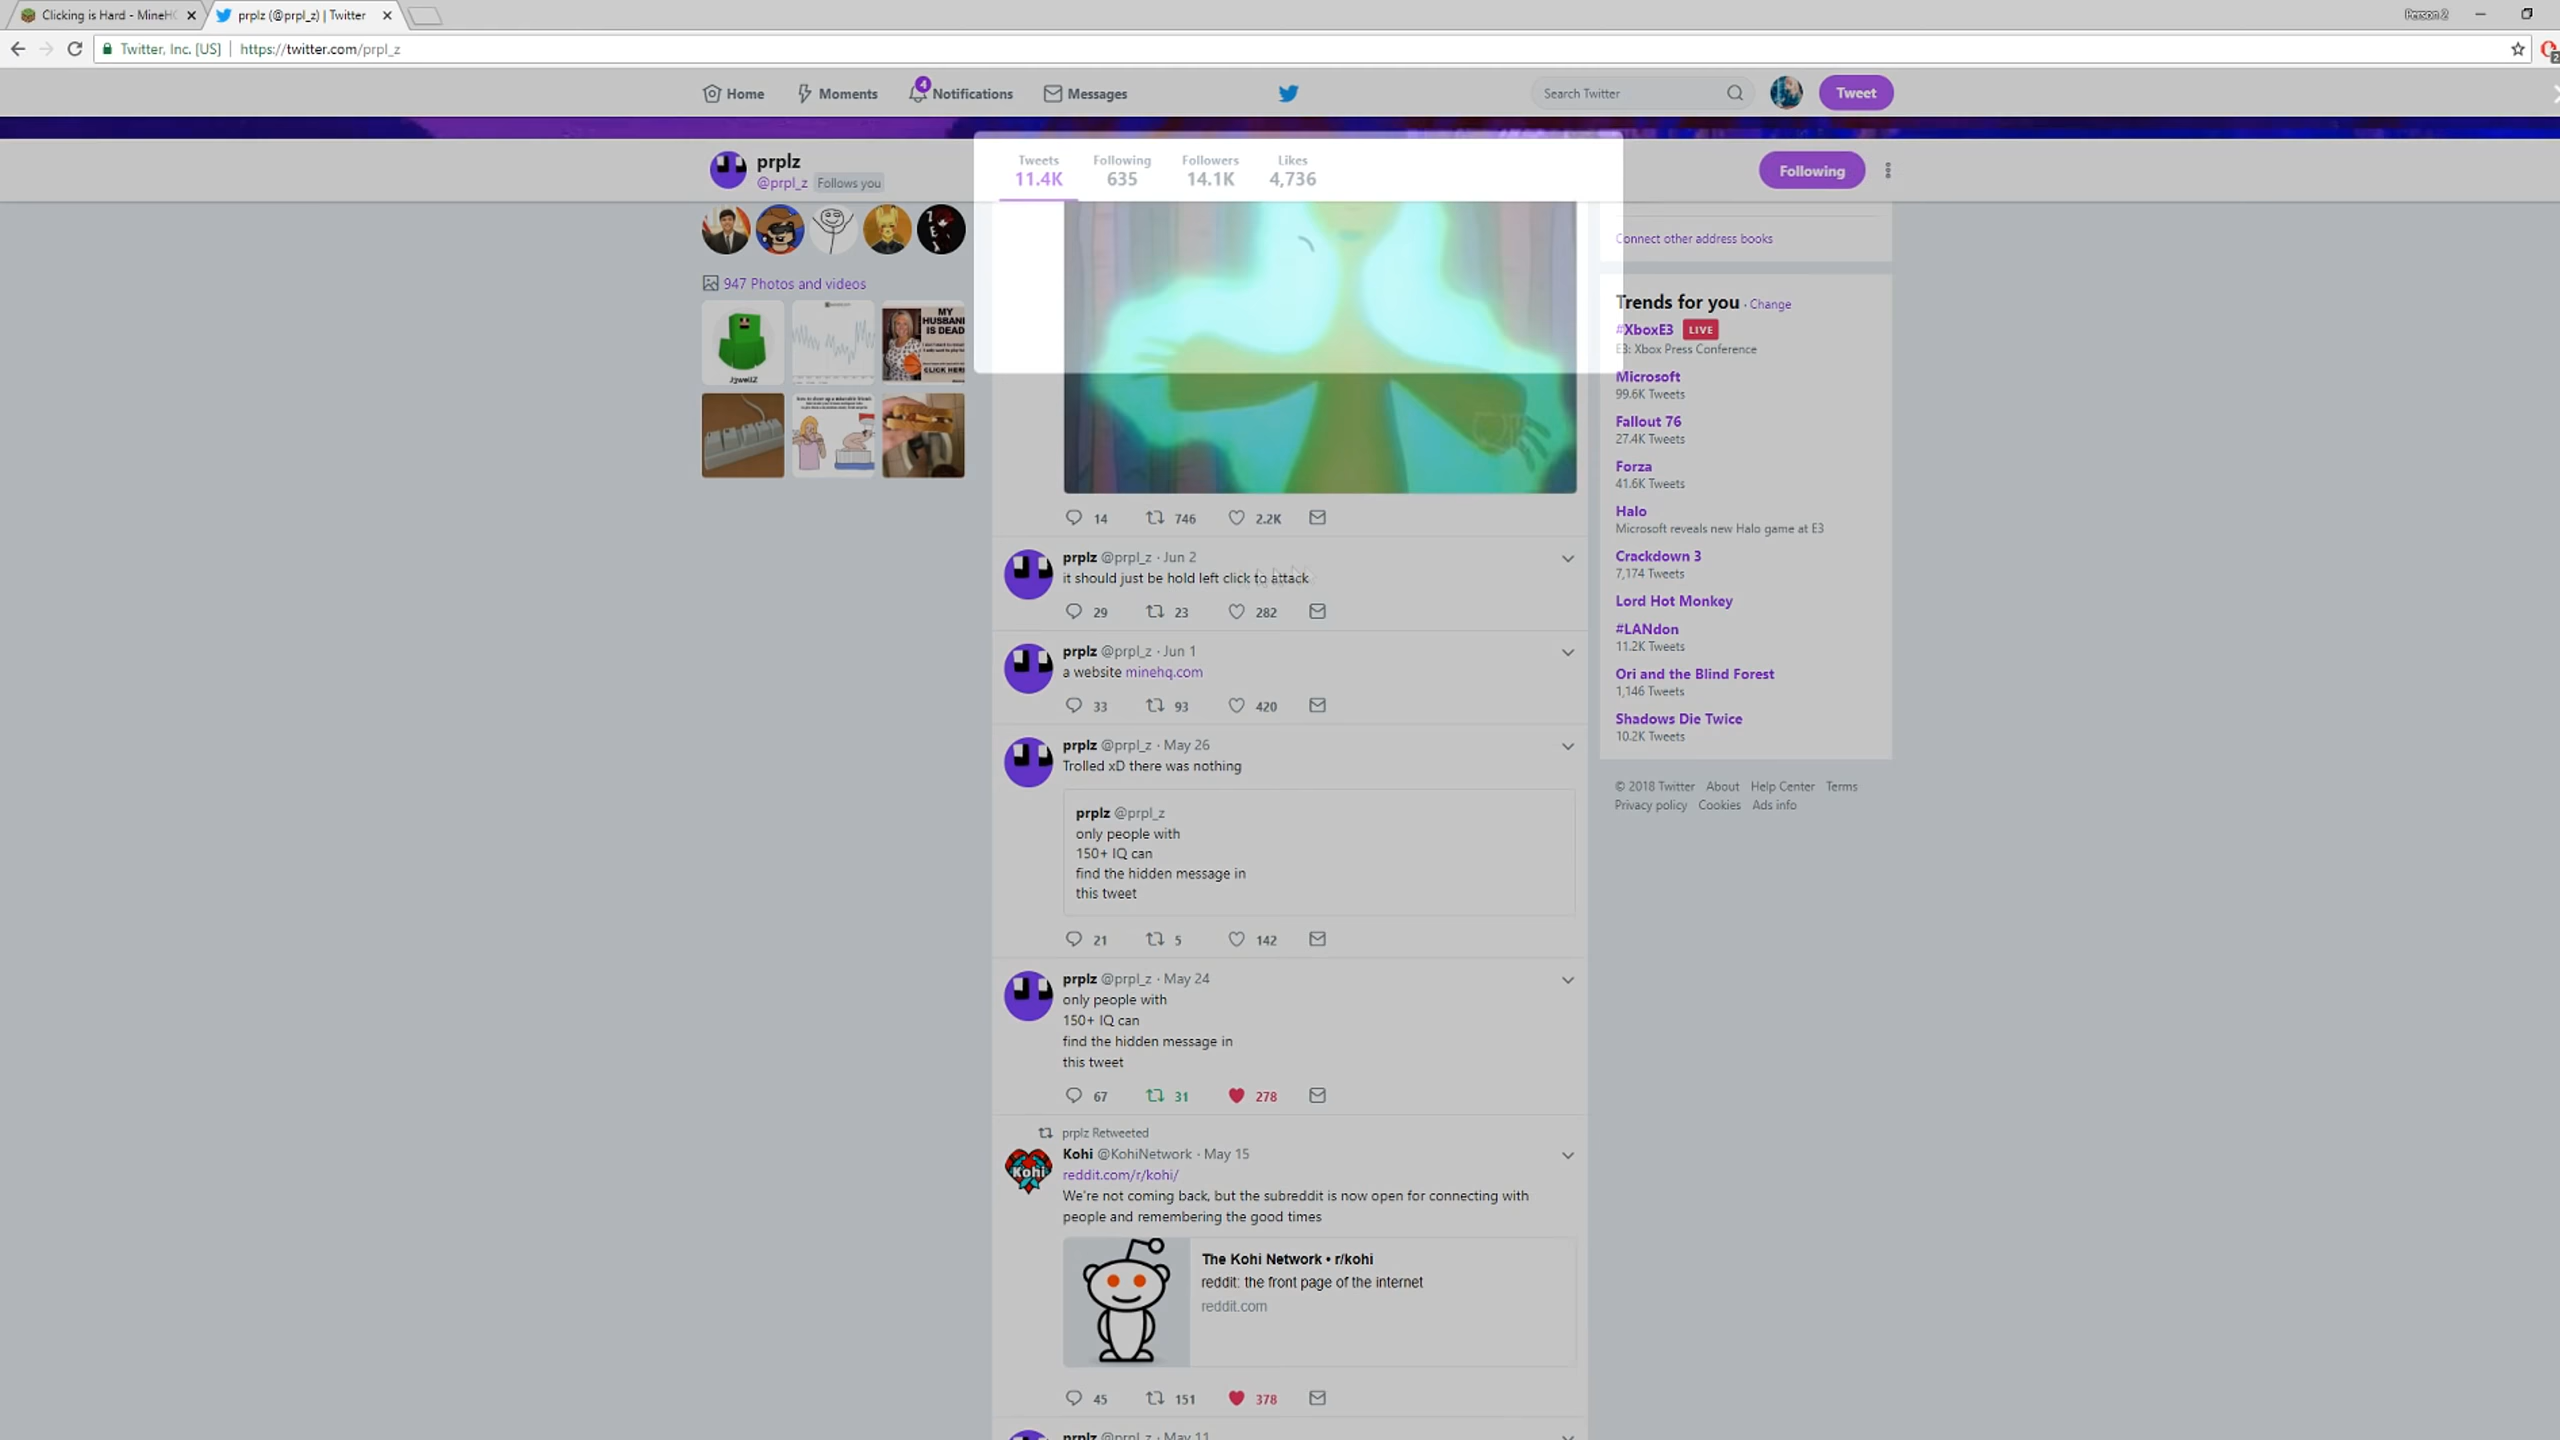 Clicking is Hard - MineHQ
prplz (@prpl_z) | Twitter
Person 2
Twitter, Inc. [US]
https://twitter.com/prpl_z
2
Home
Moments
4
Notifications
Messages
Search Twitter
Tweet
prplz
@prpl_z Follows you
Tweets
11.4K
Following
635
Followers
14.1K
Likes
4,736
Following
947 Photos and videos
J3wellZ
MY
HUSBAND
IS DEAD
CLICK HERE
14 746 2.2K
prplz @prpl_z · Jun 2
it should just be hold left click to attack
29 23 282
prplz @prpl_z · Jun 1
a website minehq.com
33 93 420
prplz @prpl_z · May 26
Trolled xD there was nothing
prplz @prpl_z
only people with
150+ IQ can
find the hidden message in
this tweet
21 5 142
prplz @prpl_z · May 24
only people with
150+ IQ can
find the hidden message in
this tweet
67 31 278
prplz Retweeted
Kohi @KohiNetwork · May 15
Kohi
reddit.com/r/kohi/
We're not coming back, but the subreddit is now open for connecting with
people and remembering the good times
The Kohi Network • r/kohi
reddit: the front page of the internet
reddit.com
45 151 378
prplz @prpl_z · May 11
Connect other address books
Trends for you · Change
#XboxE3 LIVE
E3: Xbox Press Conference
Microsoft
99.6K Tweets
Fallout 76
27.4K Tweets
Forza
41.6K Tweets
Halo
Microsoft reveals new Halo game at E3
Crackdown 3
7,174 Tweets
Lord Hot Monkey
#LANdon
11.2K Tweets
Ori and the Blind Forest
1,146 Tweets
Shadows Die Twice
10.2K Tweets
© 2018 Twitter About Help Center Terms
Privacy policy Cookies Ads info